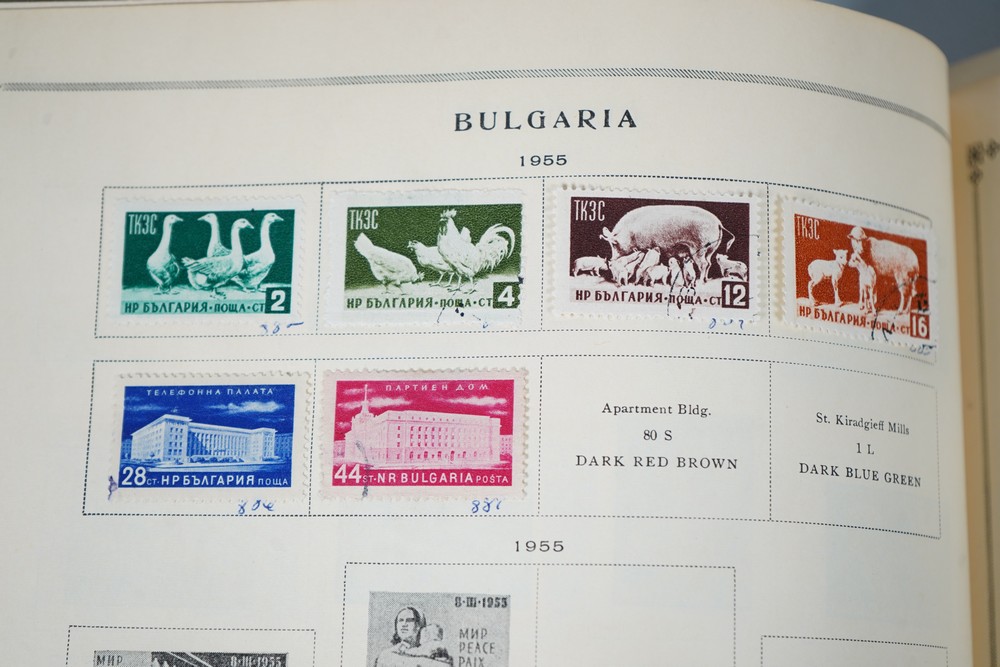 BULGARIA
1955
ТКЗС
НР БЪЛГАРИЯ·ПОЩА·СТ 2
ТКЗС
НР БЪЛГАРИЯ·ПОЩА·СТ 4
ТКЗС
НР БЪЛГАРИЯ·ПОЩА·СТ 12
ТКЗС
НР БЪЛГАРИЯ·ПОЩА·СТ 16
ТЕЛЕФОННА ПАЛАТА
28 СТ·НР БЪЛГАРИЯ ПОЩА
ПАРТИЕН ДОМ
44 ST·NR BULGARIA POŠTA
Apartment Bldg.
80 S
DARK RED BROWN
St. Kiradgieff Mills
1 L
DARK BLUE GREEN
1955
МИР 8·III·1955
8·III·1955
МИР
PEACE
PAIX